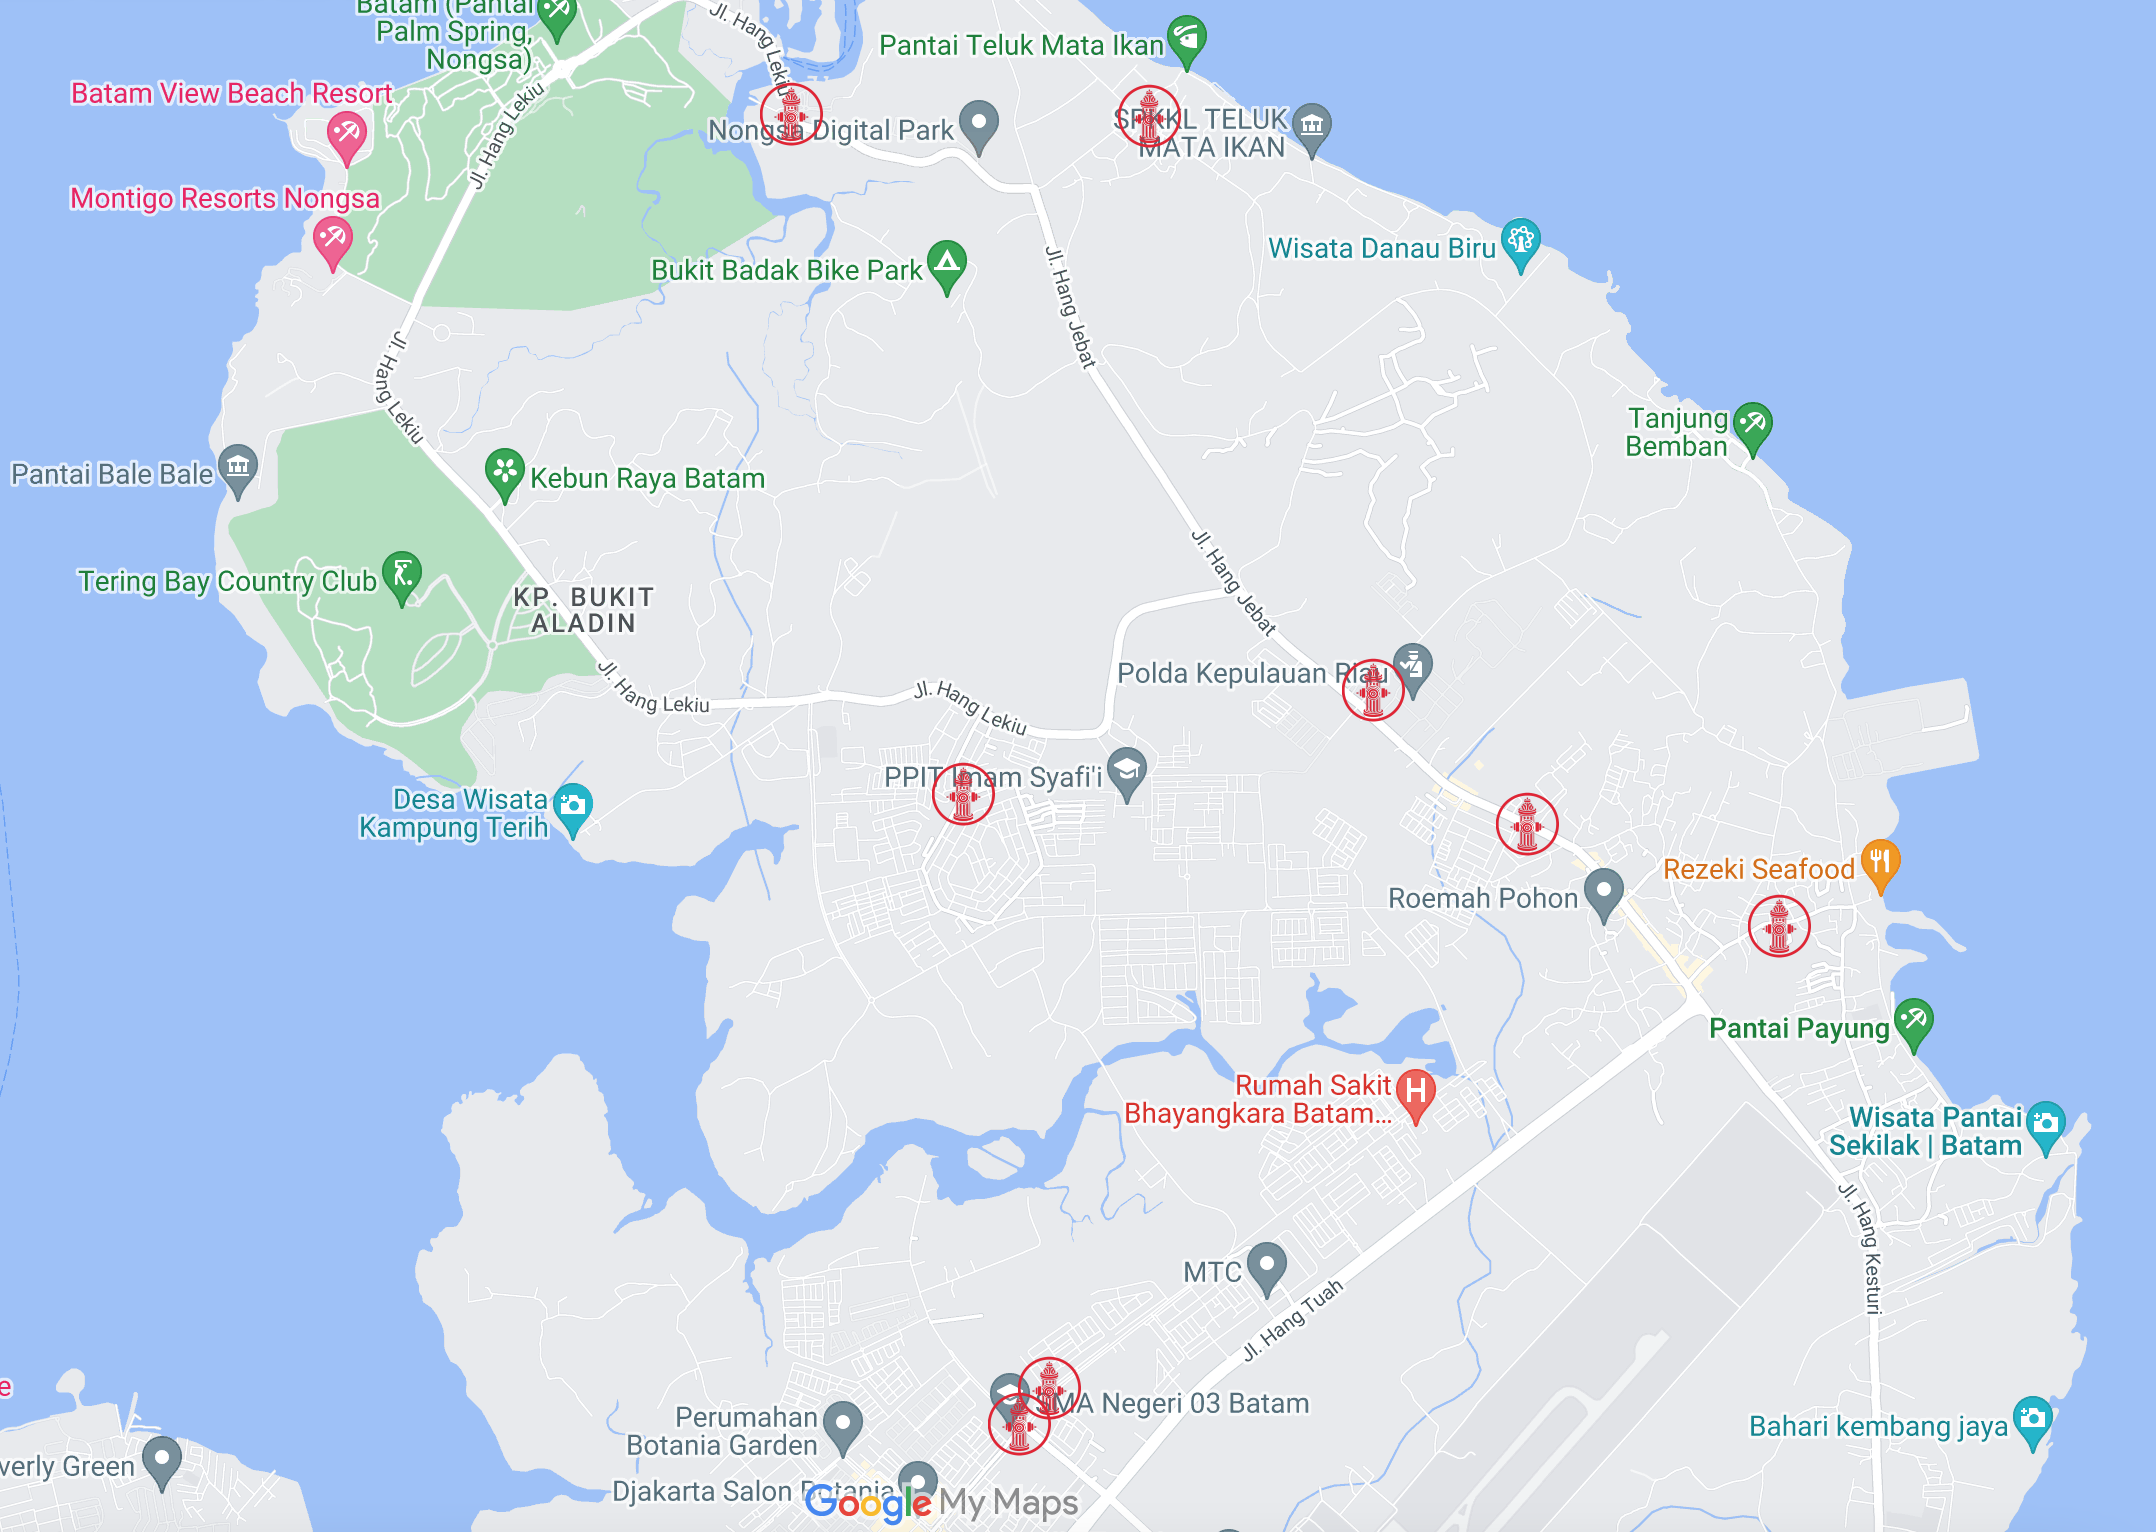 Batam (Pantai
Palm Spring,
Nongsa)
Jl. Hang Lekiu
Pantai Teluk Mata Ikan
Batam View Beach Resort
Jl. Hang Lekiu
Nongsa Digital Park
SPKKL TELUK
MATA IKAN
Montigo Resorts Nongsa
Bukit Badak Bike Park
Wisata Danau Biru
Jl. Hang Jebat
Jl. Hang Lekiu
Tanjung
Bemban
Pantai Bale Bale
Kebun Raya Batam
Jl. Hang Jebat
Tering Bay Country Club
KP. BUKIT
ALADIN
Jl. Hang Lekiu
Jl. Hang Lekiu
Polda Kepulauan Riau
PPIT Imam Syafi'i
Desa Wisata
Kampung Terih
Rezeki Seafood
Roemah Pohon
Pantai Payung
Rumah Sakit
Bhayangkara Batam...
H
Wisata Pantai
Sekilak | Batam
Jl. Hang Kesturi
MTC
Jl. Hang Tuah
e
SMA Negeri 03 Batam
Perumahan
Botania Garden
Bahari kembang jaya
verly Green
Djakarta Salon Botania
Google My Maps